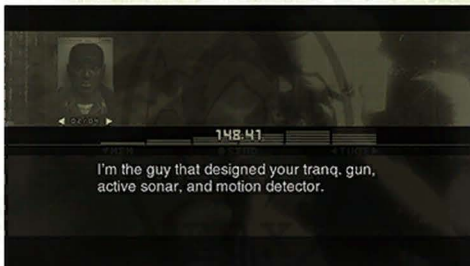 148.41
I'm the guy that designed your tranq. gun,
active sonar, and motion detector.